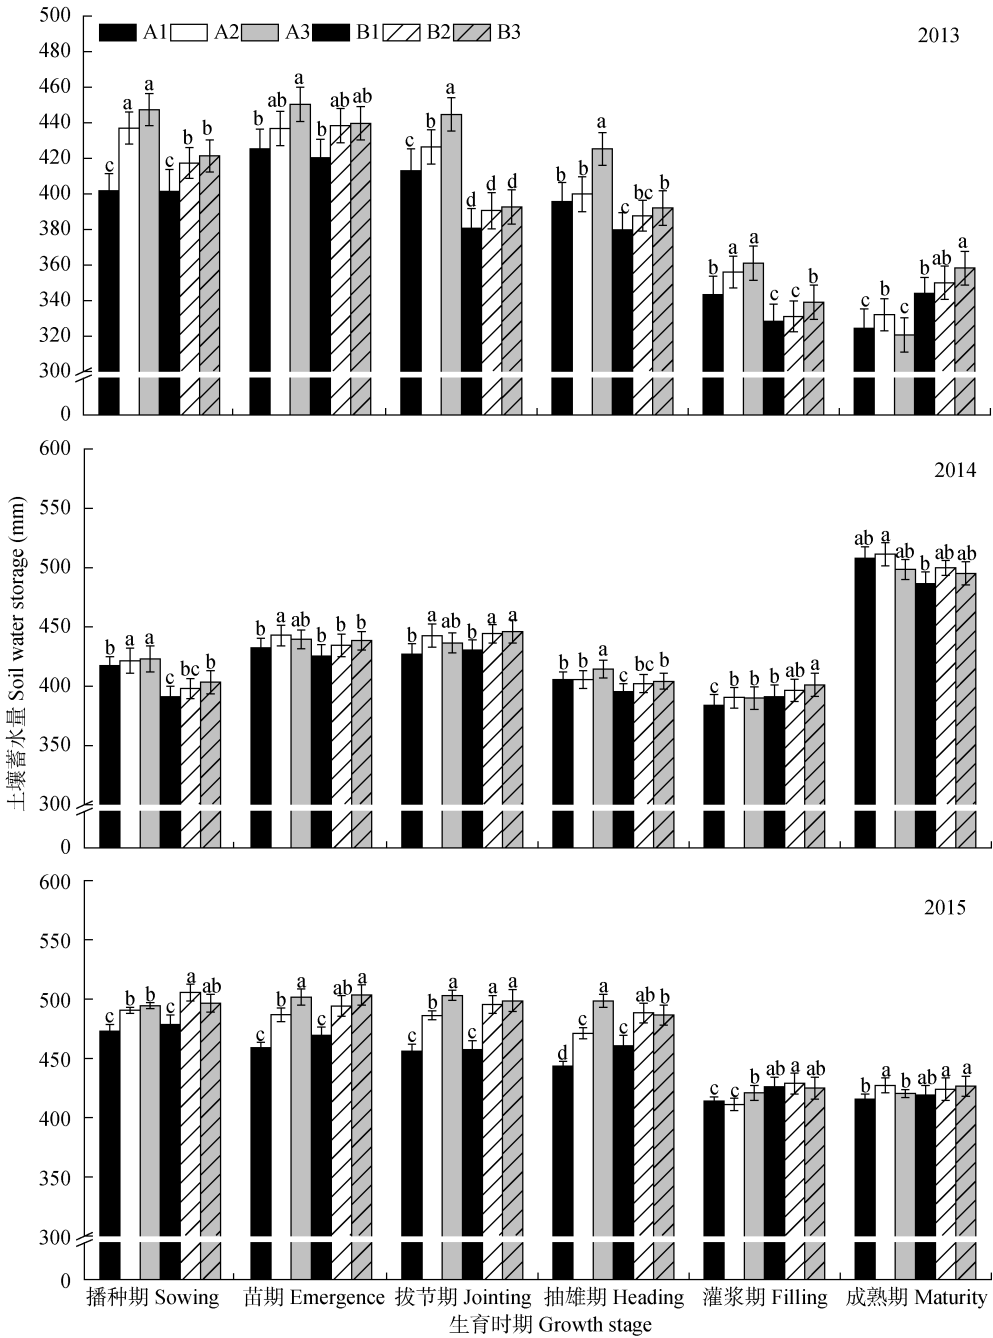 A1 A2 A3 B1 B2 B3
2013
500
480
460
440
420
400
380
360
340
320
300
0
c a a c b b
b ab a b ab ab
c b a d d d
b b a c bc b
b a a c c b
c b c b ab a
2014
600
550
500
450
400
350
300
0
b a a c bc b
b a ab b b b
b a ab b a a
b b a c bc b
c b b b ab a
ab a ab b ab ab
2015
600
550
500
450
400
350
300
0
c b b c a ab
c b a c ab a
c b a c a a
d c a c ab b
c c b ab a ab
b a b ab a a
土壤蓄水量 Soil water storage (mm)
播种期 Sowing 苗期 Emergence 拔节期 Jointing 抽雄期 Heading 灌浆期 Filling 成熟期 Maturity
生育时期 Growth stage